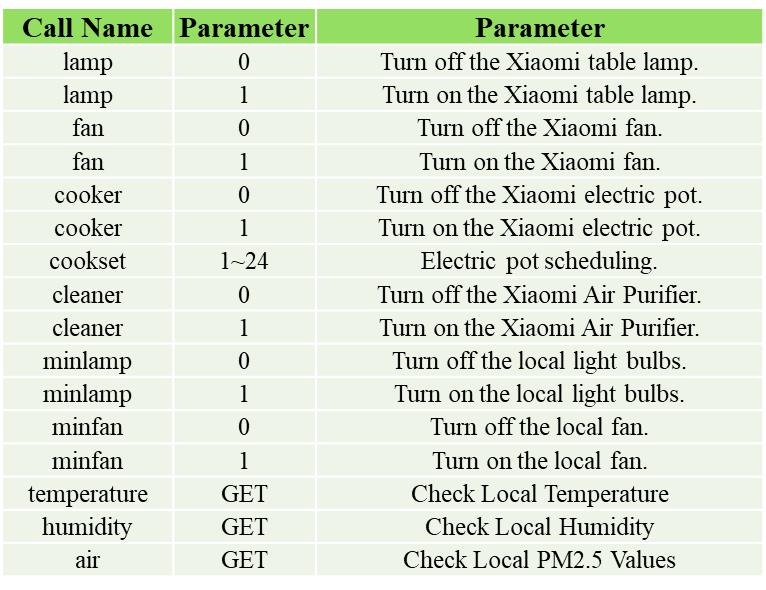 Call Name Parameter Parameter
lamp 0 Turn off the Xiaomi table lamp.
lamp 1 Turn on the Xiaomi table lamp.
fan 0 Turn off the Xiaomi fan.
fan 1 Turn on the Xiaomi fan.
cooker 0 Turn off the Xiaomi electric pot.
cooker 1 Turn on the Xiaomi electric pot.
cookset 1~24 Electric pot scheduling.
cleaner 0 Turn off the Xiaomi Air Purifier.
cleaner 1 Turn on the Xiaomi Air Purifier.
minlamp 0 Turn off the local light bulbs.
minlamp 1 Turn on the local light bulbs.
minfan 0 Turn off the local fan.
minfan 1 Turn on the local fan.
temperature GET Check Local Temperature
humidity GET Check Local Humidity
air GET Check Local PM2.5 Values